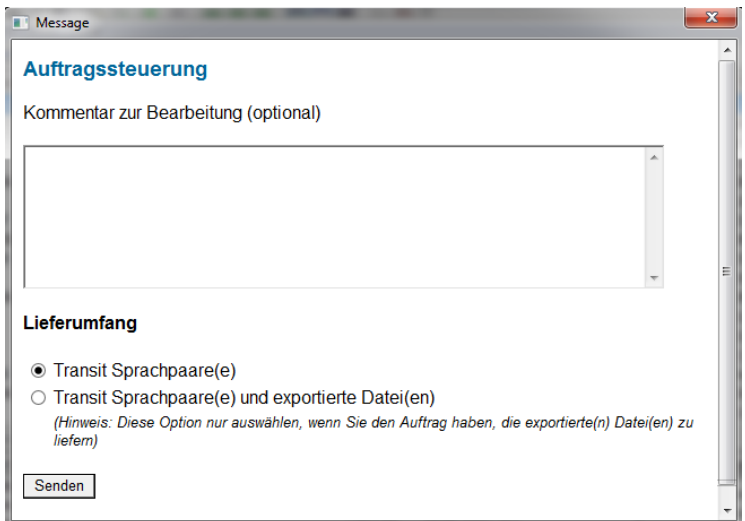 Message
Auftragssteuerung
Kommentar zur Bearbeitung (optional)
Lieferumfang
Transit Sprachpaare(e)
Transit Sprachpaare(e) und exportierte Datei(en)
(Hinweis: Diese Option nur auswählen, wenn Sie den Auftrag haben, die exportierte(n) Datei(en) zu
liefern)
Senden